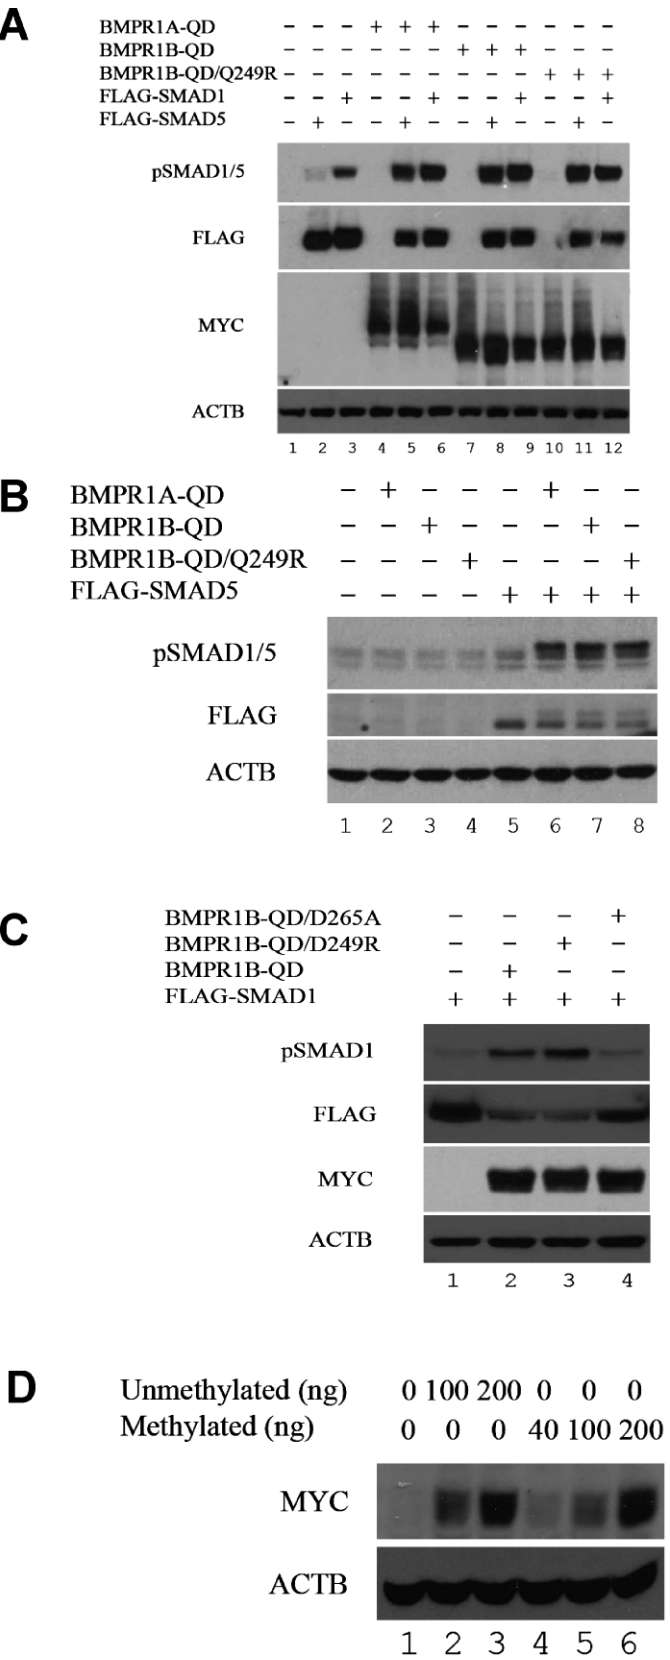 A
BMPR1A-QD – – – + + + – – – – – –
BMPR1B-QD – – – – – – + + + – – –
BMPR1B-QD/Q249R – – – – – – – – – + + +
FLAG-SMAD1 – – + – – + – – + – – +
FLAG-SMAD5 – + – – + – – + – – + –
pSMAD1/5
FLAG
MYC
ACTB
1 2 3 4 5 6 7 8 9 10 11 12
B
BMPR1A-QD – + – – – + – –
BMPR1B-QD – – + – – – + –
BMPR1B-QD/Q249R – – – + – – – +
FLAG-SMAD5 – – – – + + + +
pSMAD1/5
FLAG
ACTB
1 2 3 4 5 6 7 8
C
BMPR1B-QD/D265A – – – +
BMPR1B-QD/D249R – – + –
BMPR1B-QD – + – –
FLAG-SMAD1 + + + +
pSMAD1
FLAG
MYC
ACTB
1 2 3 4
D
Unmethylated (ng) 0 100 200 0 0 0
Methylated (ng) 0 0 0 40 100 200
MYC
ACTB
1 2 3 4 5 6